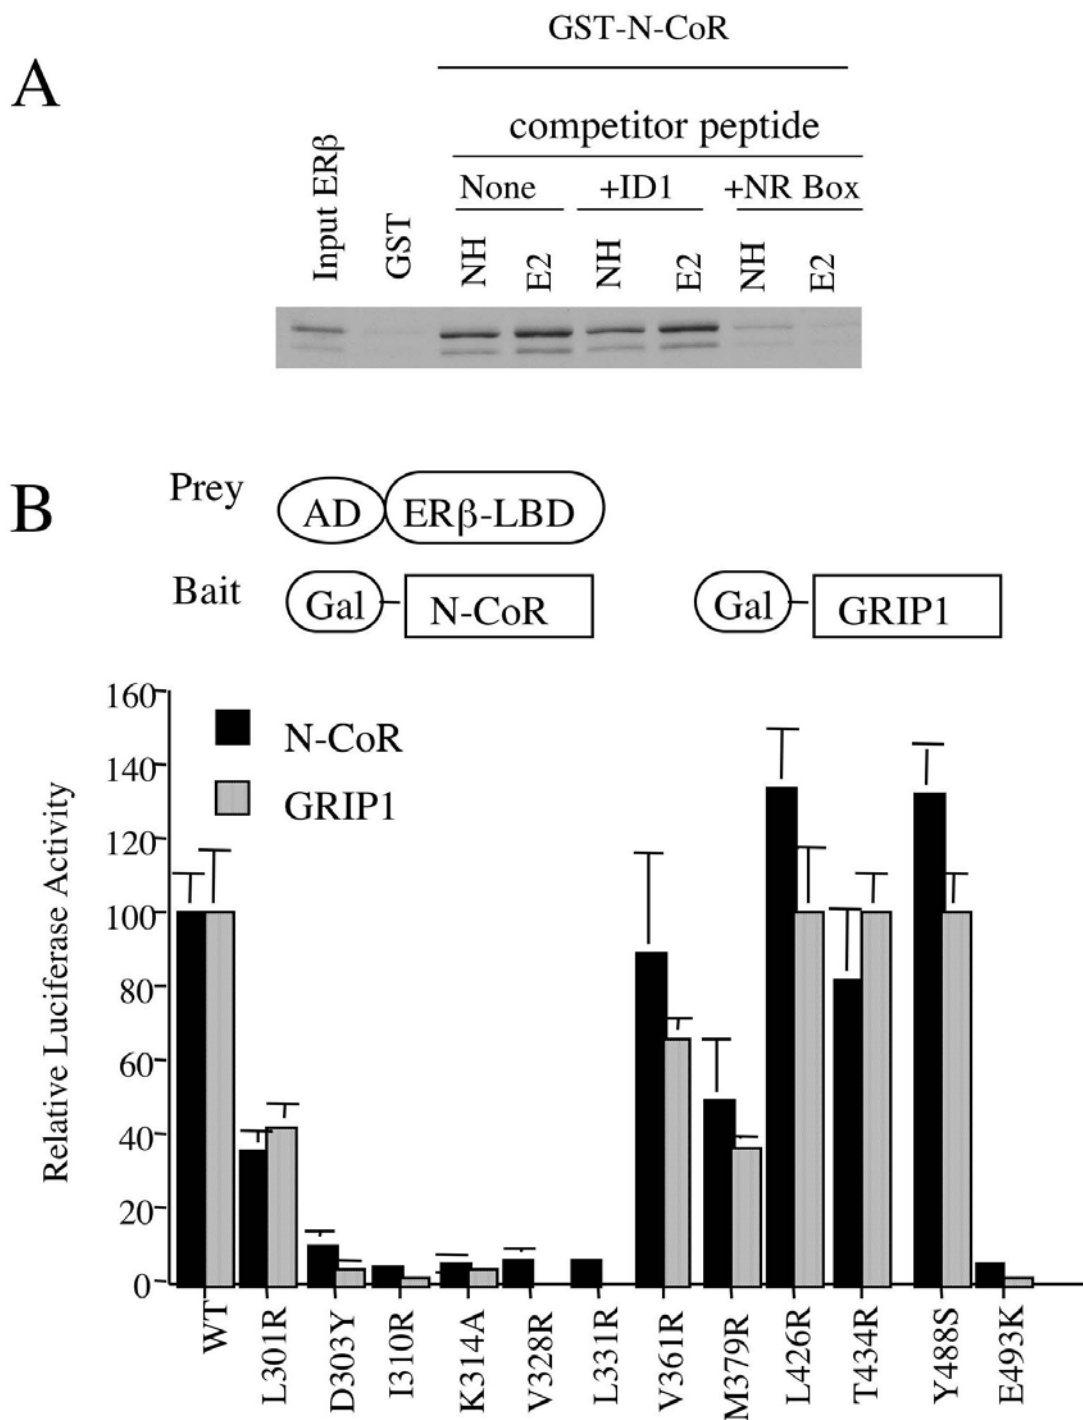 A
GST-N-CoR
competitor peptide
None +ID1 +NR Box
Input ERβ GST NH E2 NH E2 NH E2
B
Prey AD ERβ-LBD
Bait Gal N-CoR Gal GRIP1
Relative Luciferase Activity
160
140
120
100
80
60
40
20
0
N-CoR
GRIP1
WT L301R D303Y I310R K314A V328R L331R V361R M379R L426R T434R Y488S E493K